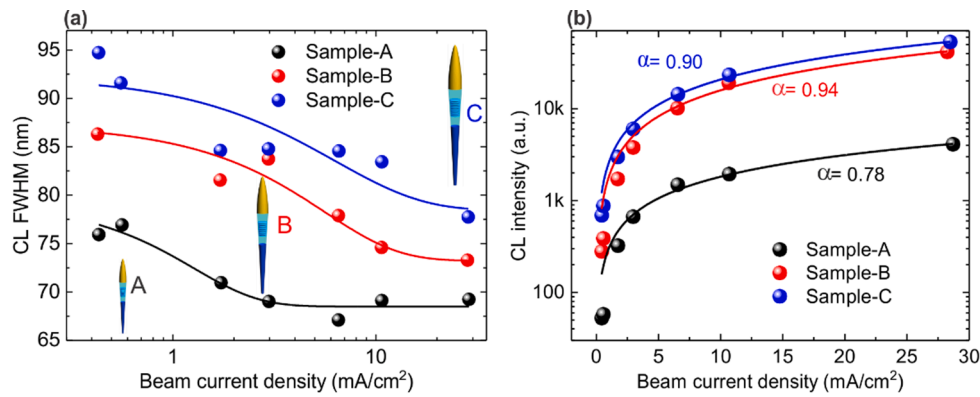 (a)
95
90
85
80
75
70
65
CL FWHM (nm)
Sample-A
Sample-B
Sample-C
A
B
C
1
10
Beam current density (mA/cm²)
(b)
10k
1k
100
CL intensity (a.u.)
α= 0.90
α= 0.94
α= 0.78
Sample-A
Sample-B
Sample-C
0
5
10
15
20
25
30
Beam current density (mA/cm²)